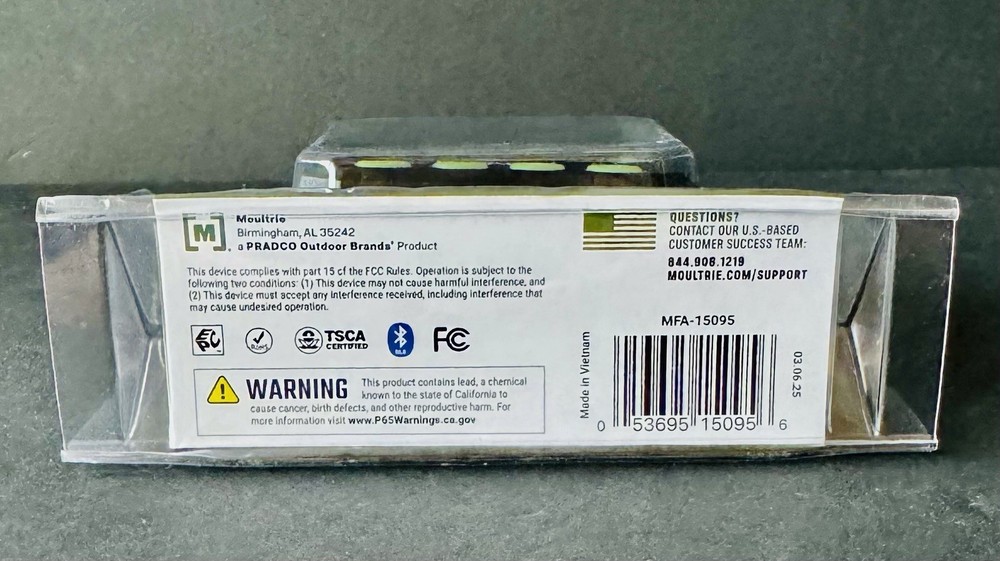 [M]
Moultrie
Birmingham, AL 35242
a PRADCO Outdoor Brands® Product
This device complies with part 15 of the FCC Rules. Operation is subject to the
following two conditions: (1) This device may not cause harmful interference, and
(2) This device must accept any interference received, including interference that
may cause undesired operation.
RoHS
TSCA
CERTIFIED
FC
WARNING
This product contains lead, a chemical
known to the state of California to
cause cancer, birth defects, and other reproductive harm. For
more information visit www.P65Warnings.ca.gov
QUESTIONS?
CONTACT OUR U.S.-BASED
CUSTOMER SUCCESS TEAM:
844.908.1219
MOULTRIE.COM/SUPPORT
MFA-15095
Made in Vietnam
0 53695 15095 6
03.06.25